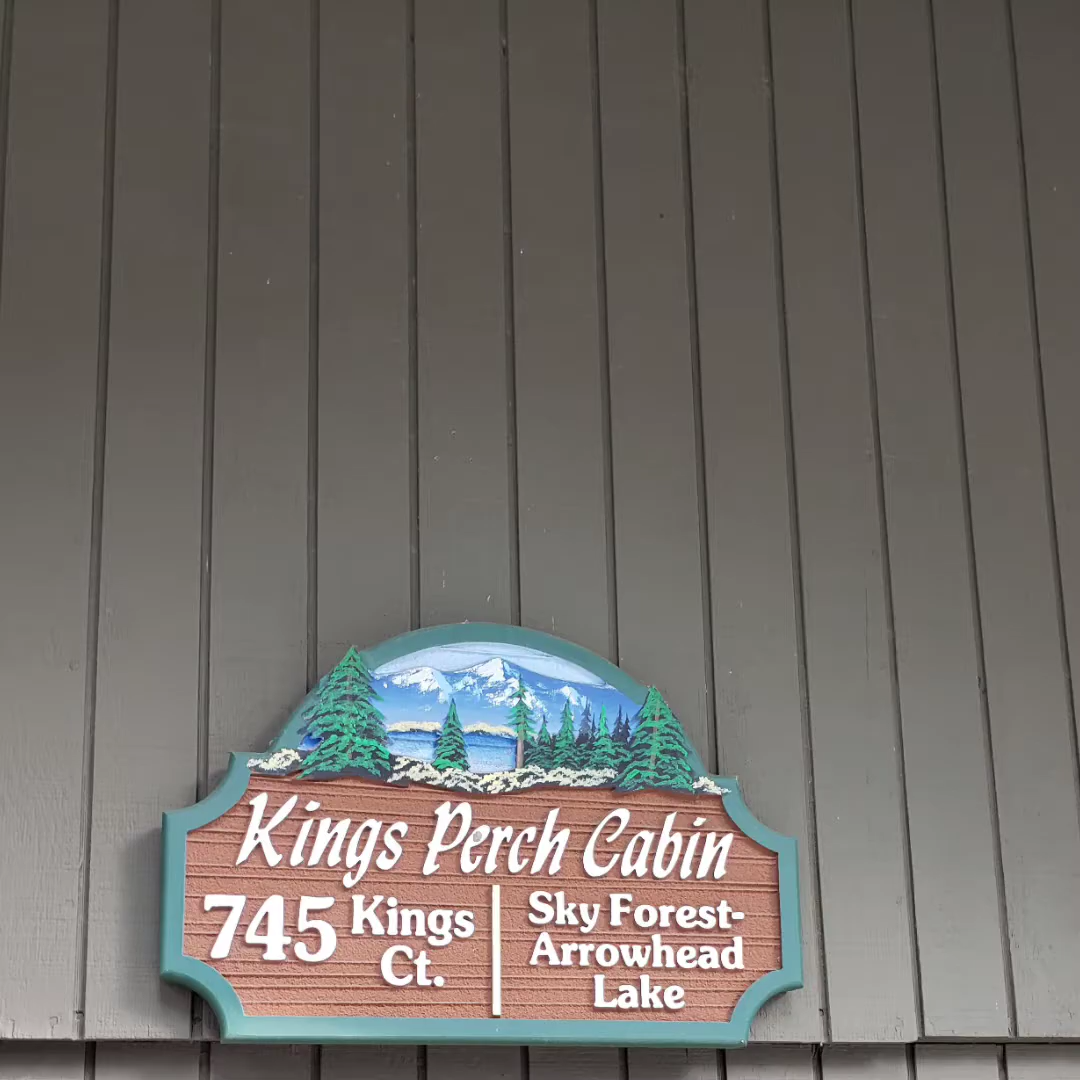 Kings Perch Cabin
745 Kings
Ct.
Sky Forest-
Arrowhead
Lake